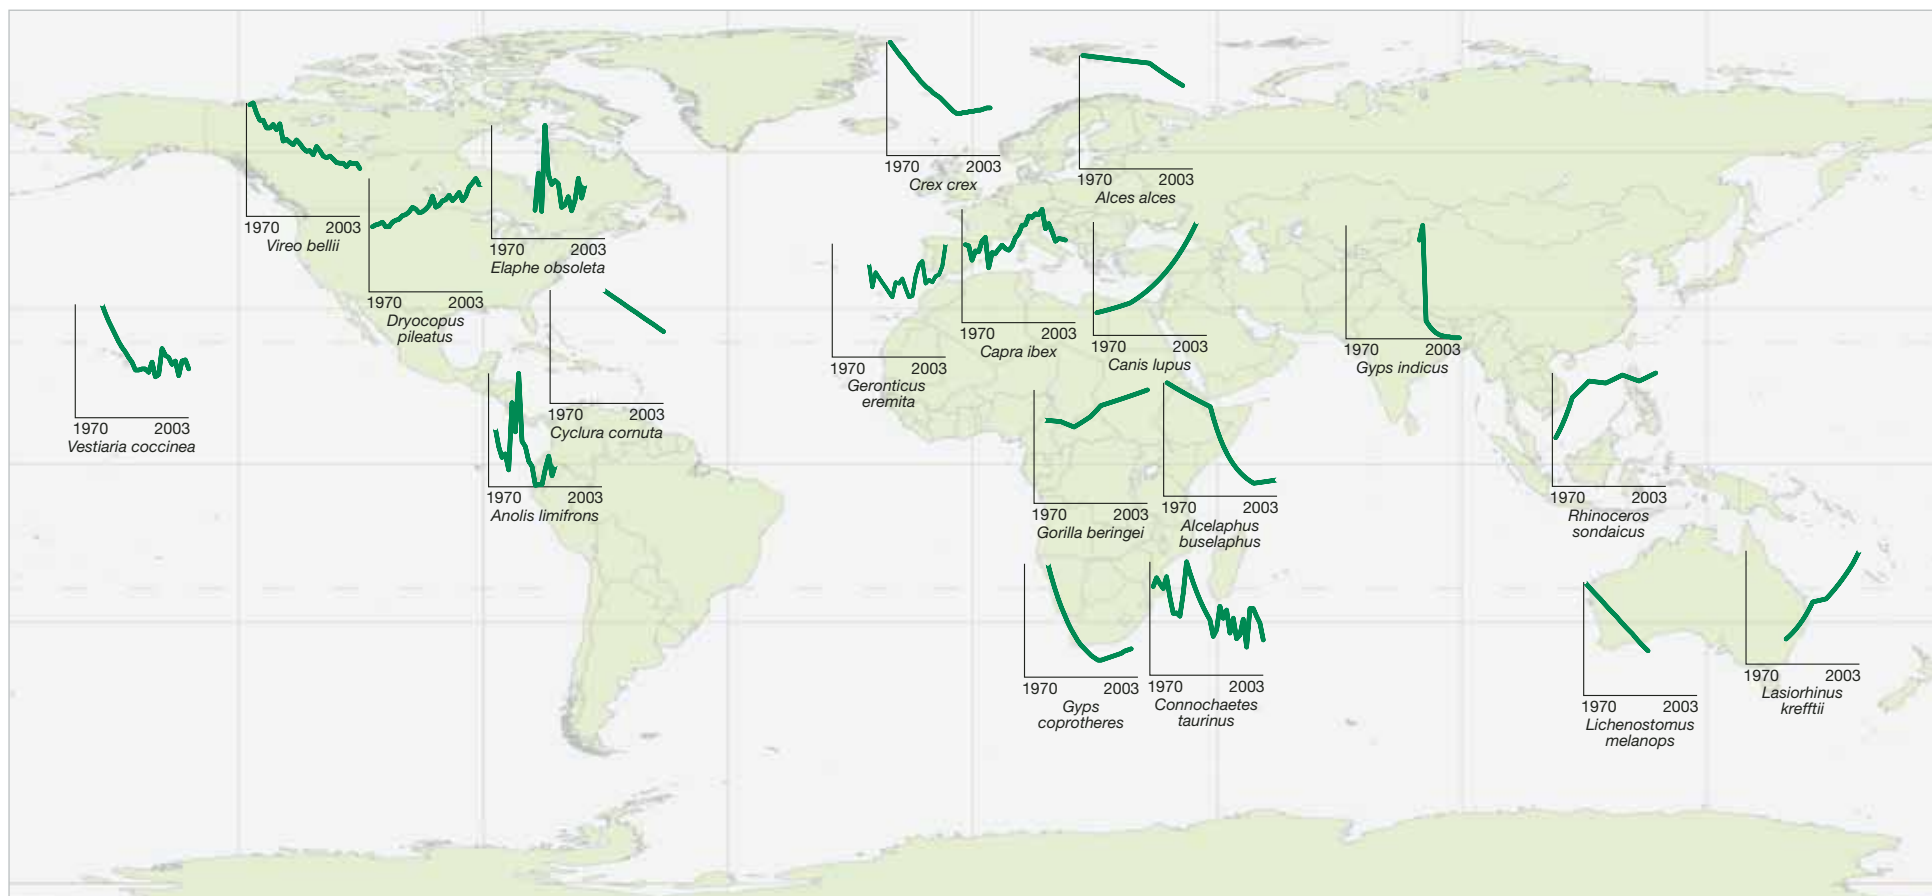 1970 2003
Crex crex
1970 2003
Alces alces
1970 2003
Vireo bellii
1970 2003
Elaphe obsoleta
1970 2003
Dryocopus
pileatus
1970 2003
Vestiaria coccinea
1970 2003
Cyclura cornuta
1970 2003
Anolis limifrons
1970 2003
Geronticus
eremita
1970 2003
Capra ibex
1970 2003
Canis lupus
1970 2003
Gyps indicus
1970 2003
Gorilla beringei
1970 2003
Alcelaphus
buselaphus
1970 2003
Rhinoceros
sondaicus
1970 2003
Gyps
coprotheres
1970 2003
Connochaetes
taurinus
1970 2003
Lichenostomus
melanops
1970 2003
Lasiorhinus
krefftii